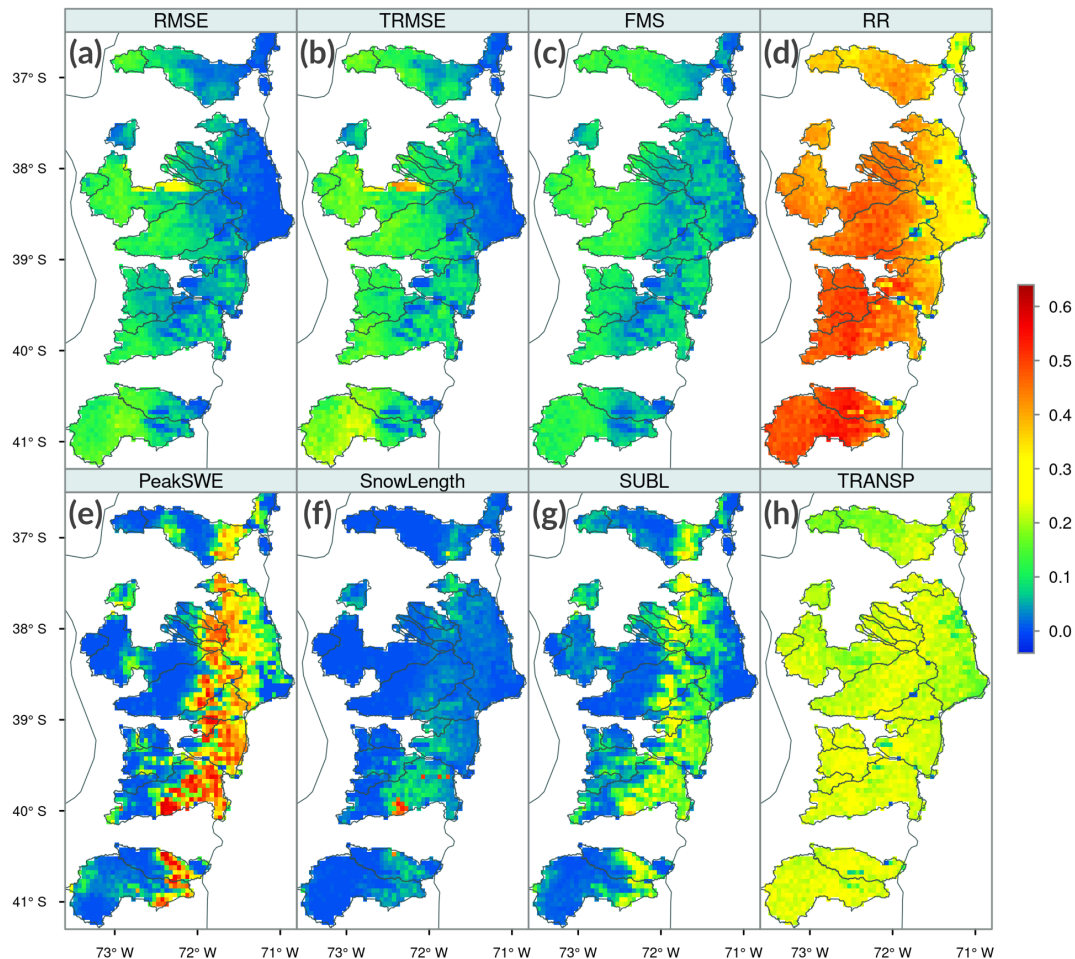 RMSE TRMSE FMS RR
(a) (b) (c) (d)
37° S
38° S
39° S
40° S
41° S
PeakSWE SnowLength SUBL TRANSP
(e) (f) (g) (h)
37° S
38° S
39° S
40° S
41° S
73° W 72° W 71° W 73° W 72° W 71° W 73° W 72° W 71° W 73° W 72° W 71° W
0.6
0.5
0.4
0.3
0.2
0.1
0.0